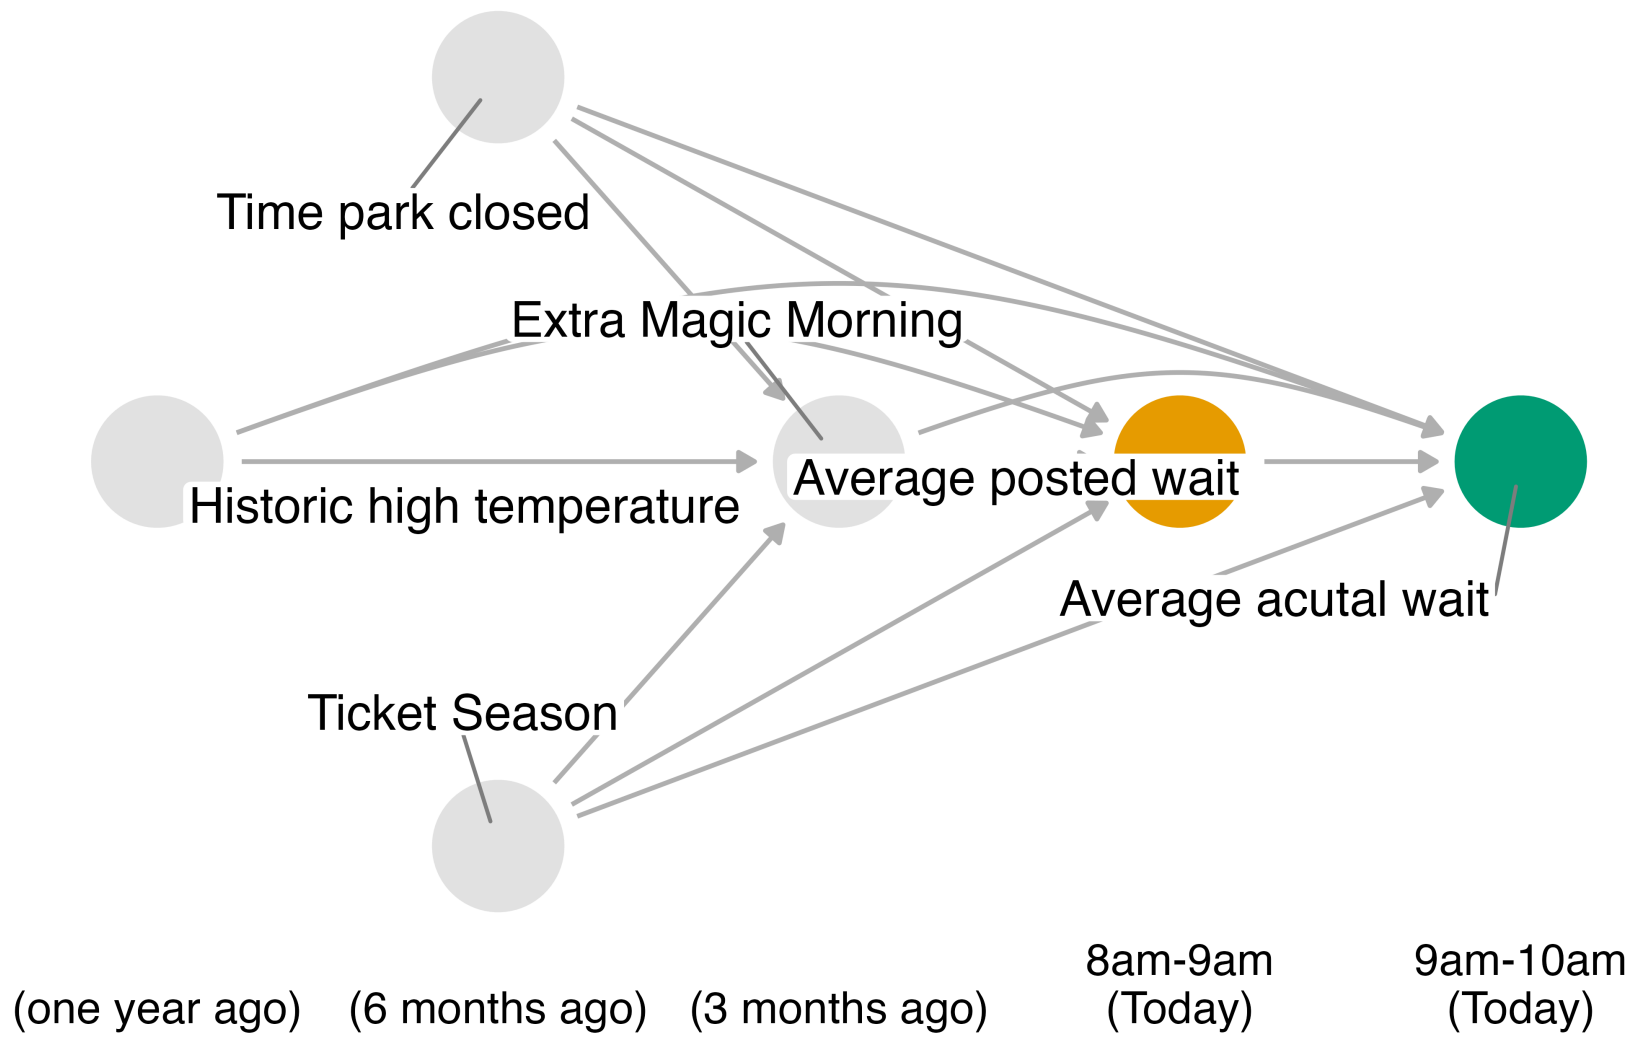 Time park closed
Extra Magic Morning
Average posted wait
Historic high temperature
Average acutal wait
Ticket Season
8am-9am
(Today)
9am-10am
(Today)
(one year ago)
(6 months ago)
(3 months ago)